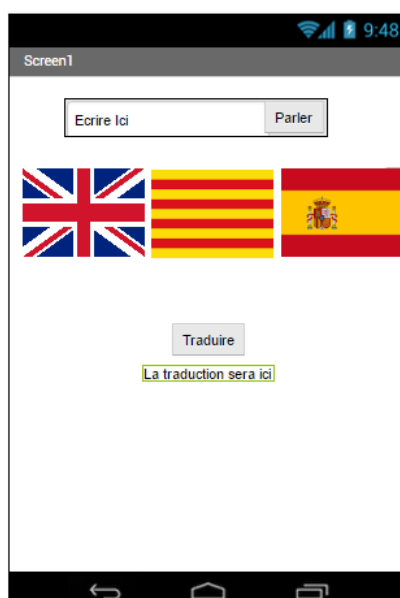 9:48
Screen1
Ecrire Ici Parler
Traduire
La traduction sera ici